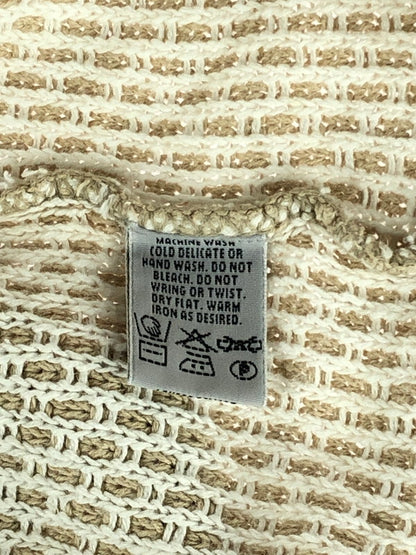 MACHINE WASH
COLD DELICATE OR
HAND WASH. DO NOT
BLEACH. DO NOT
WRING OR TWIST.
DRY FLAT. WARM
IRON AS DESIRED.
P